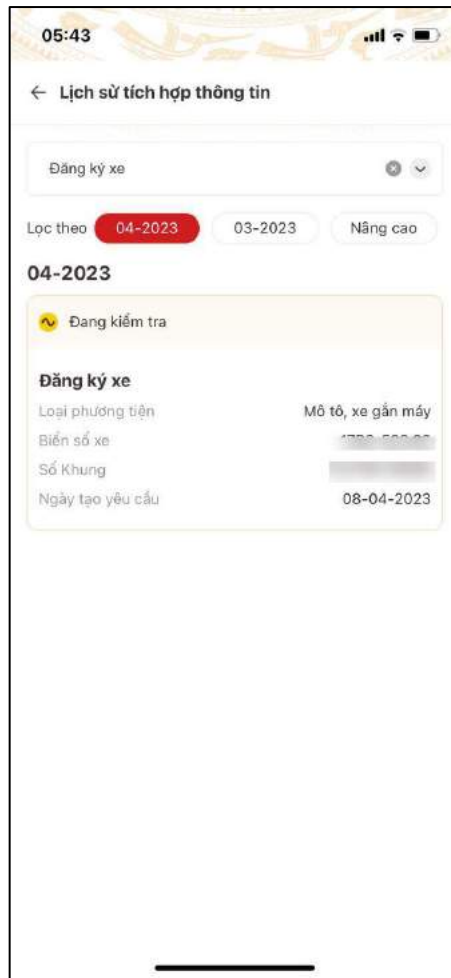 05:43
Lịch sử tích hợp thông tin
Đăng ký xe
Lọc theo 04-2023 03-2023 Nâng cao
04-2023
Đang kiểm tra
Đăng ký xe
Loại phương tiện Mô tô, xe gắn máy
Biển số xe
Số Khung
Ngày tạo yêu cầu 08-04-2023